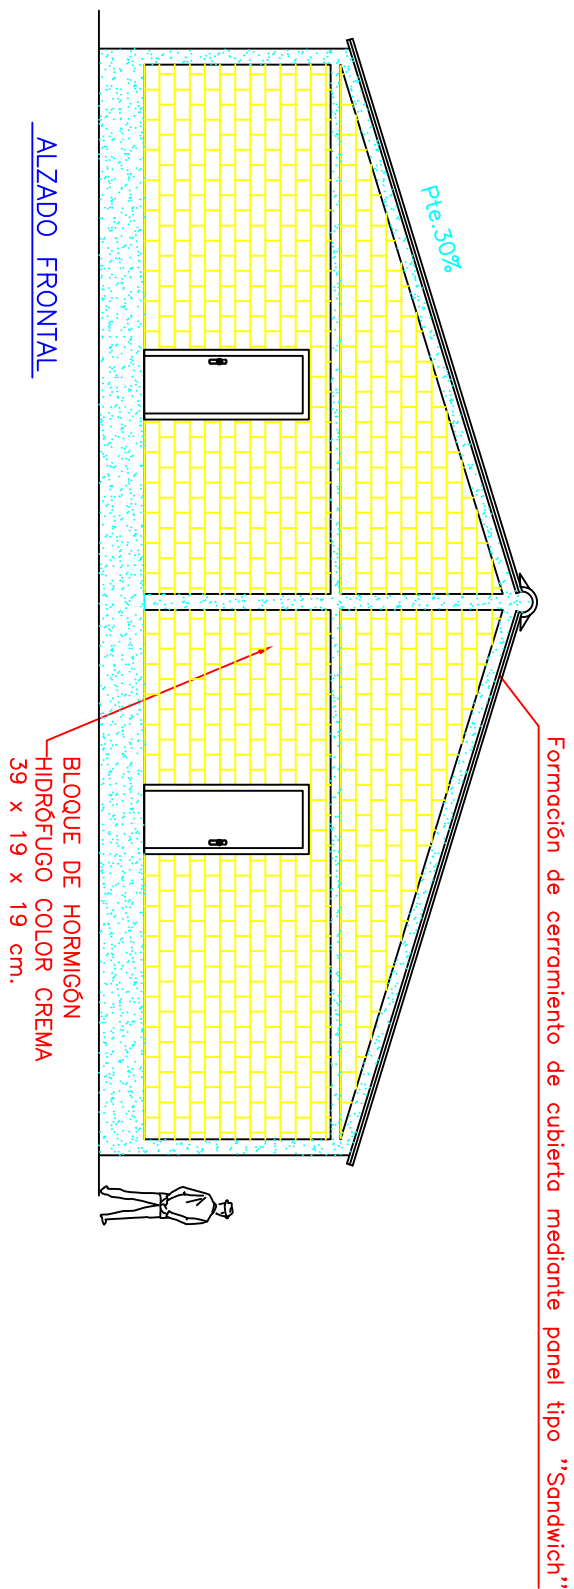 Formación de cerramiento de cubierta mediante panel tipo "Sandwich"
Pte.30%
BLOQUE DE HORMIGÓN
HIDRÓFUGO COLOR CREMA
39 x 19 x 19 cm.
ALZADO FRONTAL